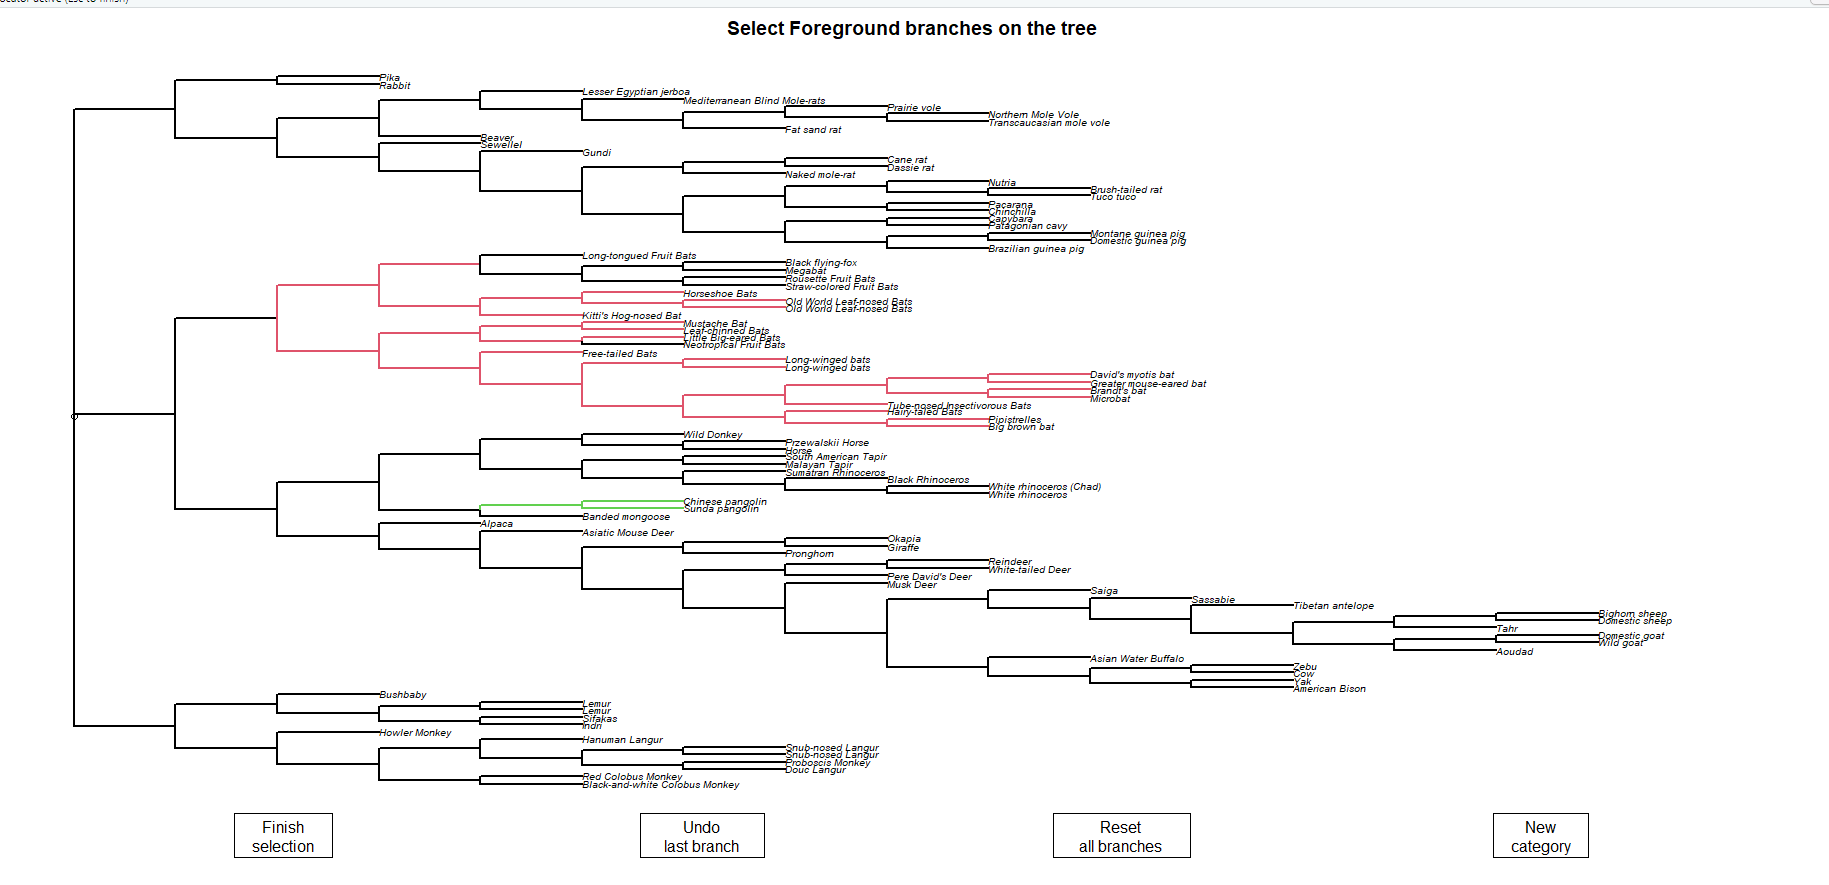 Select Foreground branches on the tree
Pika
Rabbit
Lesser Egyptian jerboa
Mediterranean Blind Mole-rats
Prairie vole
Northern Mole Vole
Transcaucasian mole vole
Fat sand rat
Beaver
Sewellel
Gundi
Cane rat
Dassie rat
Naked mole-rat
Nutria
Brush-tailed rat
Tuco tuco
Pacarana
Chinchilla
Capybara
Patagonian cavy
Montane guinea pig
Domestic guinea pig
Brazilian guinea pig
Long-tongued Fruit Bats
Black flying-fox
Megabat
Rousette Fruit Bats
Straw-colored Fruit Bats
Horseshoe Bats
Old World Leaf-nosed Bats
Old World Leaf-nosed Bats
Kitti's Hog-nosed Bat
Mustache Bat
Leaf-chinned Bats
Little Big-eared Bats
Neotropical Fruit Bats
Free-tailed Bats
Long-winged bats
Long-winged bats
David's myotis bat
Greater mouse-eared bat
Brandt's bat
Microbat
Tube-nosed Insectivorous Bats
Hairy-tailed Bats
Pipistrelles
Big brown bat
Wild Donkey
Przewalskii Horse
Horse
South American Tapir
Malayan Tapir
Sumatran Rhinoceros
Black Rhinoceros
White rhinoceros (Chad)
White rhinoceros
Chinese pangolin
Sunda pangolin
Banded mongoose
Alpaca
Asiatic Mouse Deer
Okapia
Giraffe
Pronghorn
Reindeer
White-tailed Deer
Pere David's Deer
Musk Deer
Saiga
Sassabie
Tibetan antelope
Bighorn sheep
Domestic sheep
Tahr
Domestic goat
Wild goat
Aoudad
Asian Water Buffalo
Zebu
Cow
Yak
American Bison
Bushbaby
Lemur
Lemur
Sifakas
Indri
Howler Monkey
Hanuman Langur
Snub-nosed Langur
Snub-nosed Langur
Proboscis Monkey
Douc Langur
Red Colobus Monkey
Black-and-white Colobus Monkey
Finish
selection
Undo
last branch
Reset
all branches
New
category